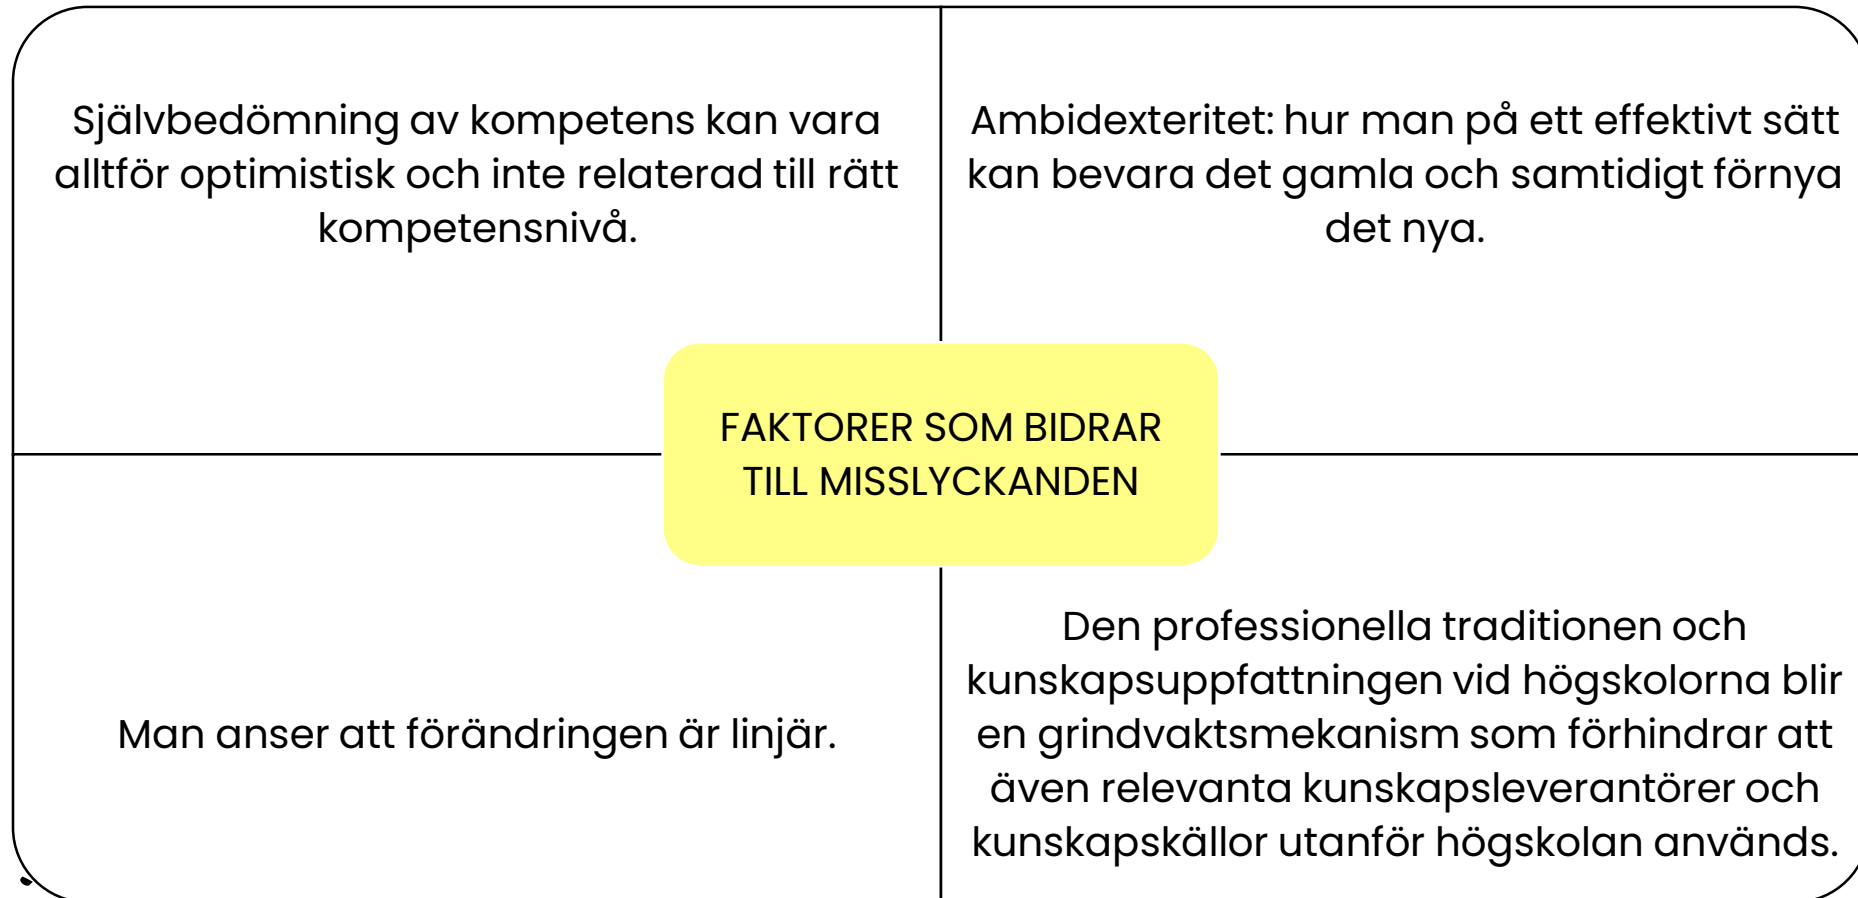 Självbedömning av kompetens kan vara
alltför optimistisk och inte relaterad till rätt
kompetensnivå.
Ambidexteritet: hur man på ett effektivt sätt
kan bevara det gamla och samtidigt förnya
det nya.
FAKTORER SOM BIDRAR
TILL MISSLYCKANDEN
Man anser att förändringen är linjär.
Den professionella traditionen och
kunskapsuppfattningen vid högskolorna blir
en grindvaktsmekanism som förhindrar att
även relevanta kunskapsleverantörer och
kunskapskällor utanför högskolan används.